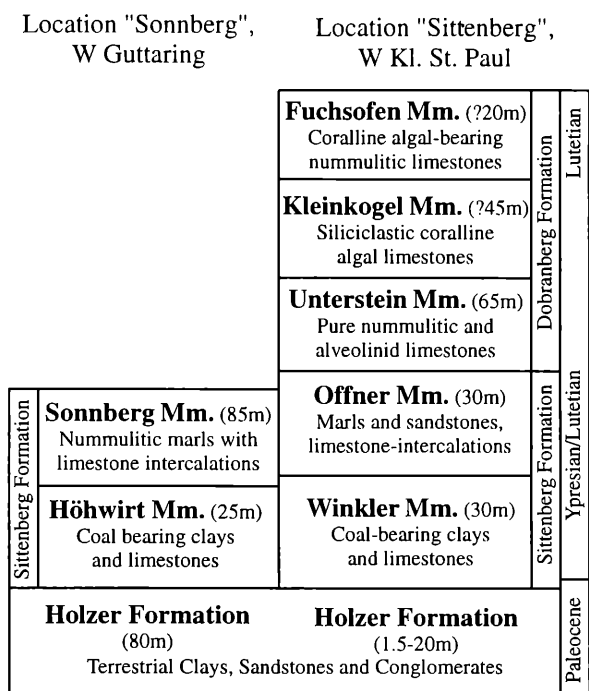 Location "Sonnberg",
W Guttaring
Location "Sittenberg",
W Kl. St. Paul
Fuchsofen Mm. (?20m)
Coralline algal-bearing
nummulitic limestones
Kleinkogel Mm. (?45m)
Siliciclastic coralline
algal limestones
Unterstein Mm. (65m)
Pure nummulitic and
alveolinid limestones
Dobranberg Formation
Lutetian
Sittenberg Formation
Sonnberg Mm. (85m)
Nummulitic marls with
limestone intercalations
Höhwirt Mm. (25m)
Coal bearing clays
and limestones
Offner Mm. (30m)
Marls and sandstones,
limestone-intercalations
Winkler Mm. (30m)
Coal-bearing clays
and limestones
Sittenberg Formation
Ypresian/Lutetian
Holzer Formation
(80m)
Holzer Formation
(1.5-20m)
Terrestrial Clays, Sandstones and Conglomerates
Paleocene